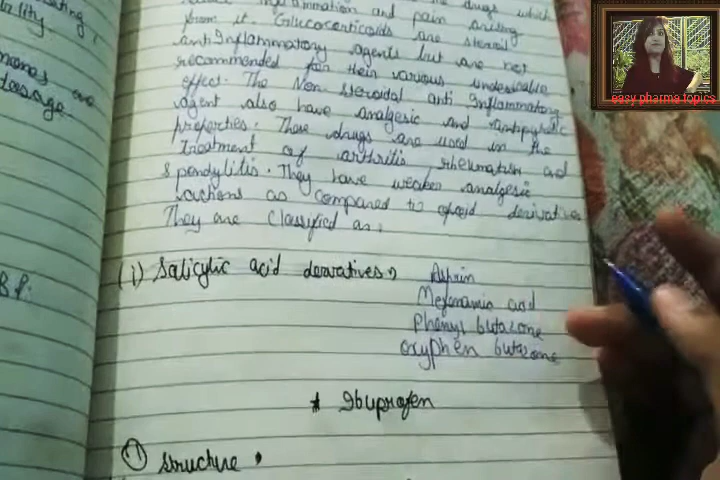 inflammation and pain arising
from it. Glucocorticoids are steroid
anti Inflammatory agents but are not
recommended for their various undesirable
effect. The Non steroidal anti Inflammatory
agent also have analgesic and antipyretic
properties. These drugs are used in the
treatment of arthritis rheumatism and
spondylitis. They have weaker analgesic
actions as compared to opioid derivatives
They are classified as,
(i) Salicylic acid derivatives
Aspirin
Mefenamic acid
Phenyl butazone
oxyphen butazone
* Ibuprofen
① structure,
bility
dosage.
BP.
easy pharma topics